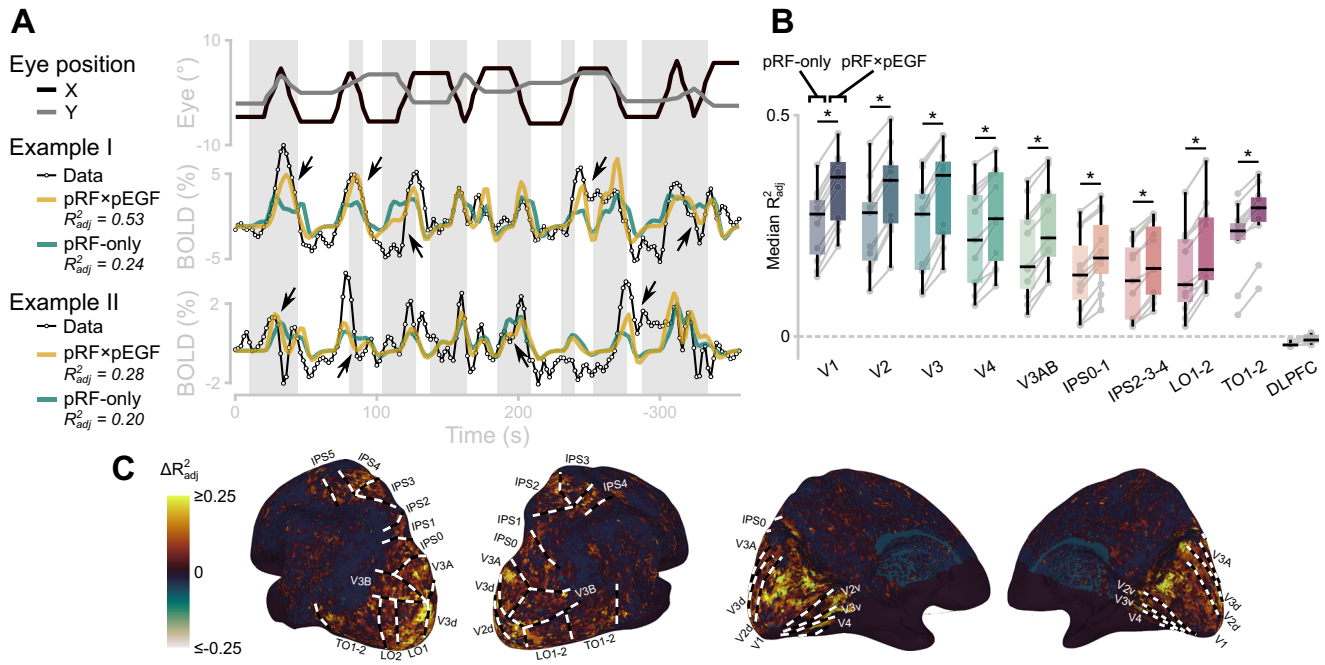 A
Eye position
X
Y
Example I
Data
pRF×pEGF
R²adj = 0.53
pRF-only
R²adj = 0.24
Example II
Data
pRF×pEGF
R²adj = 0.28
pRF-only
R²adj = 0.20
Eye (°)
10
-10
BOLD (%)
5
-5
BOLD (%)
2
-2
0
100
200
-300
Time (s)
B
pRF-only
pRF×pEGF
Median R²adj
0.5
0
* * * * * * * * *
V1
V2
V3
V4
V3AB
IPS0-1
IPS2-3-4
LO1-2
TO1-2
DLPFC
C
ΔR²adj
≥0.25
0
≤-0.25
IPS5
IPS4
IPS3
IPS2
IPS1
IPS0
V3A
V3B
V3d
TO1-2
LO2
LO1
IPS3
IPS2
IPS4
IPS1
IPS0
V3A
V3d
V3B
V2d
LO1-2
TO1-2
IPS0
V3A
V3d
V2d
V1
V2v
V3v
V4
V2v
V3v
V4
V3A
V3d
V2d
V1